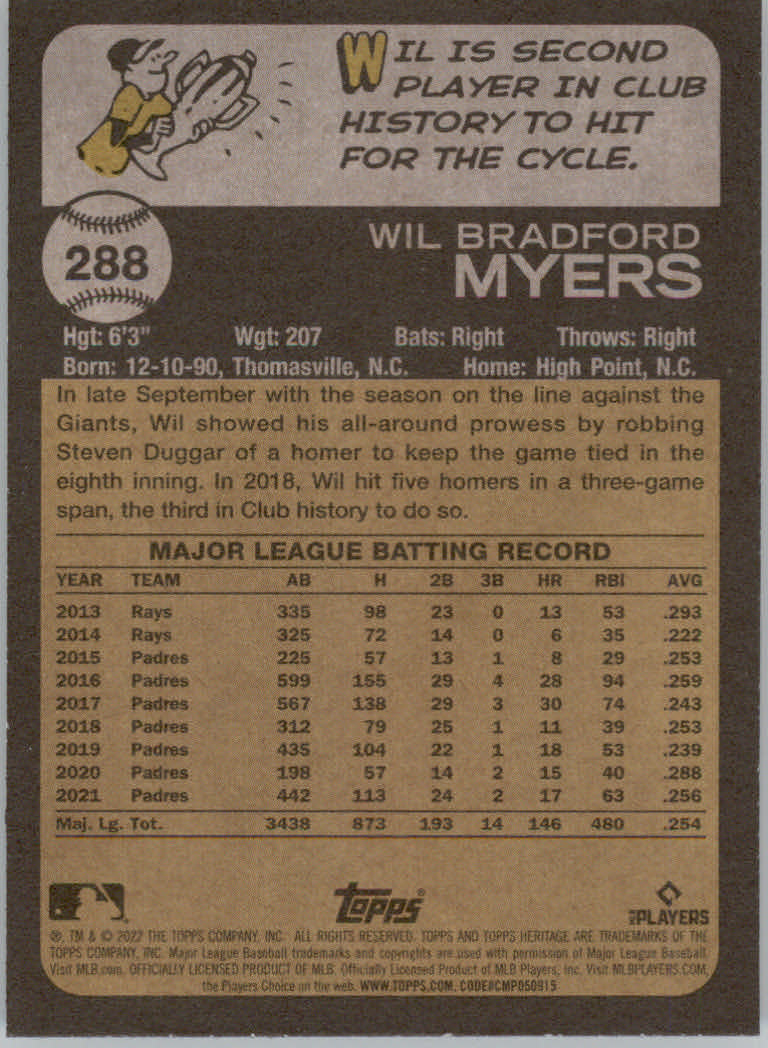 WIL IS SECOND
PLAYER IN CLUB
HISTORY TO HIT
FOR THE CYCLE.
288
WIL BRADFORD
MYERS
Hgt: 6'3" Wgt: 207 Bats: Right Throws: Right
Born: 12-10-90, Thomasville, N.C. Home: High Point, N.C.
In late September with the season on the line against the
Giants, Wil showed his all-around prowess by robbing
Steven Duggar of a homer to keep the game tied in the
eighth inning. In 2018, Wil hit five homers in a three-game
span, the third in Club history to do so.
MAJOR LEAGUE BATTING RECORD
YEAR TEAM AB H 2B 3B HR RBI AVG
2013 Rays 335 98 23 0 13 53 .293
2014 Rays 325 72 14 0 6 35 .222
2015 Padres 225 57 13 1 8 29 .253
2016 Padres 599 155 29 4 28 94 .259
2017 Padres 567 138 29 3 30 74 .243
2018 Padres 312 79 25 1 11 39 .253
2019 Padres 435 104 22 1 18 53 .239
2020 Padres 198 57 14 2 15 40 .288
2021 Padres 442 113 24 2 17 63 .256
Maj. Lg. Tot. 3438 873 193 14 146 480 .254
topps®
MLB PLAYERS
®, TM & © 2022 THE TOPPS COMPANY, INC. ALL RIGHTS RESERVED. TOPPS AND TOPPS HERITAGE ARE TRADEMARKS OF THE
TOPPS COMPANY, INC. Major League Baseball trademarks and copyrights are used with permission of Major League Baseball.
Visit MLB.com. OFFICIALLY LICENSED PRODUCT OF MLB. Officially Licensed Product of MLB Players, Inc. Visit MLBPLAYERS.COM,
the Players Choice on the web. WWW.TOPPS.COM. CODE#CMP050915